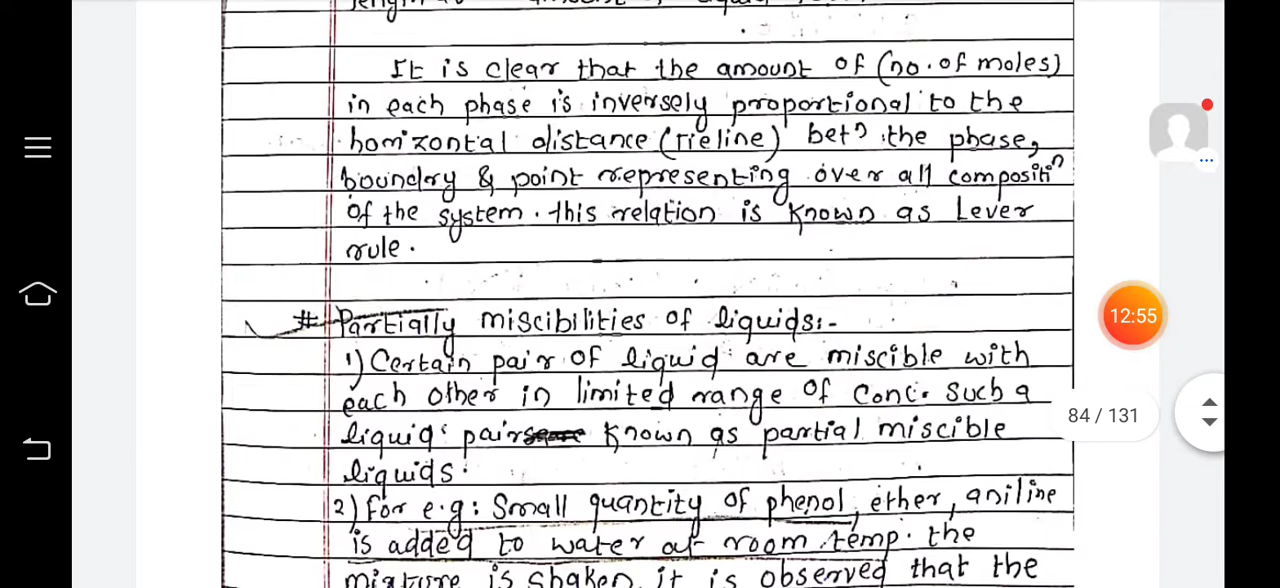 It is clear that the amount of (no. of moles)
in each phase is inversely proportional to the
homizontal distance (Tieline) betn the phase,
boundry & point representing over all compositin
of the system. this relation is known as Lever
rule.
# Partially miscibilities of liquids:-
1) Certain pair of liquid are miscible with
each other in limited range of conc. Such a
liquid pairs known as partial miscible
liquids.
2) for e.g: Small quantity of phenol, ether, aniline
is added to water at room temp. the
mixture is shaken, it is observed that the
12:55
84 / 131